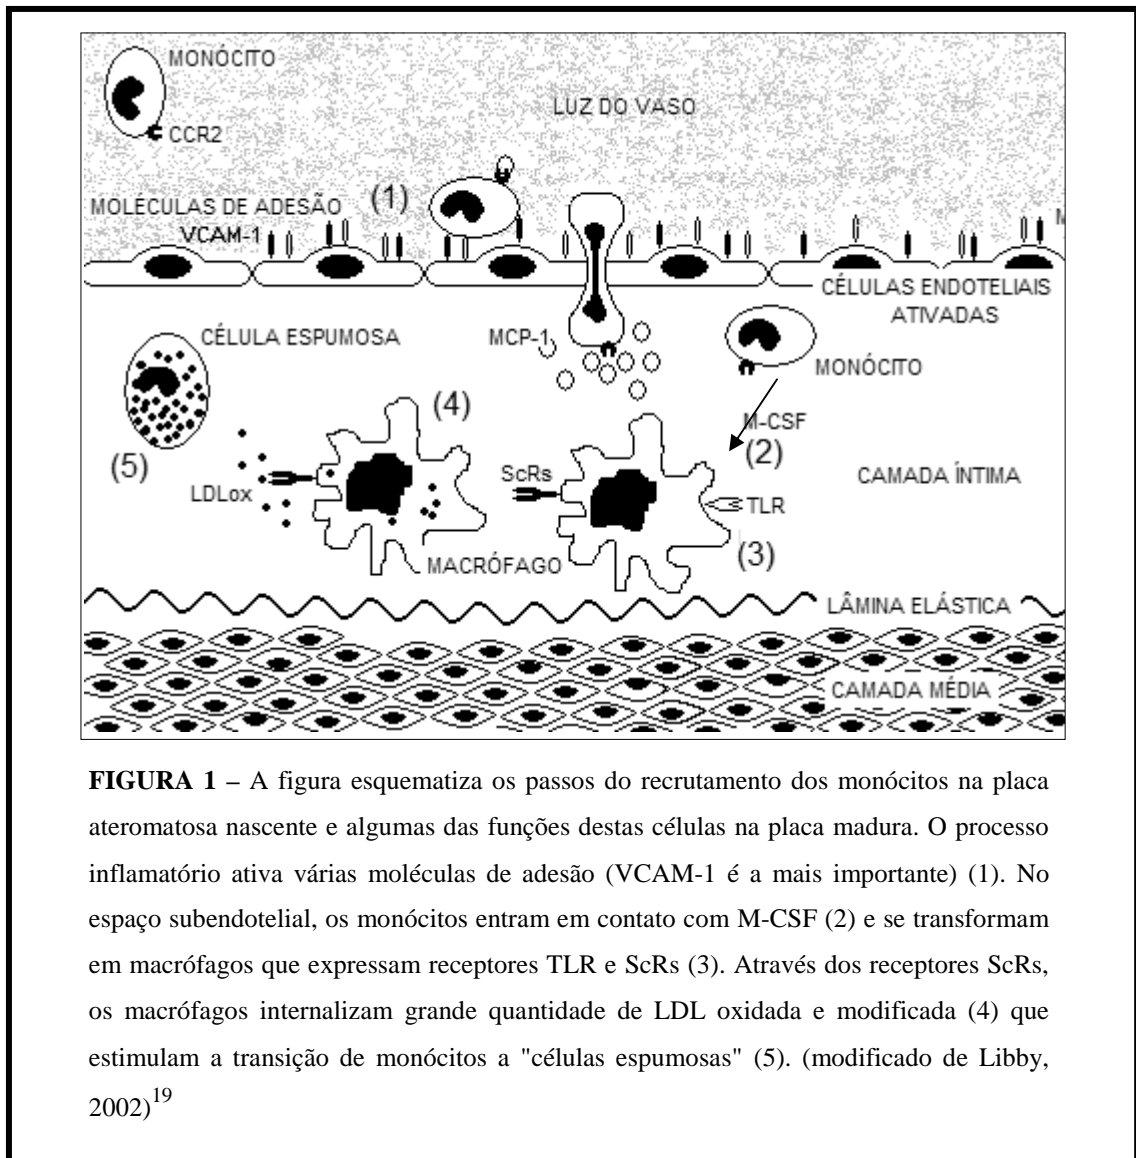 MONÓCITO
LUZ DO VASO
CCR2
(1)
MOLÉCULAS DE ADESÃO
VCAM-1
M
CÉLULAS ENDOTELIAIS
ATIVADAS
CÉLULA ESPUMOSA
MCP-1
MONÓCITO
(4)
M-CSF
(2)
(5)
ScRs
CAMADA ÍNTIMA
LDLox
TLR
(3)
MACRÓFAGO
LÂMINA ELÁSTICA
CAMADA MÉDIA
FIGURA 1 – A figura esquematiza os passos do recrutamento dos monócitos na placa
ateromatosa nascente e algumas das funções destas células na placa madura. O processo
inflamatório ativa várias moléculas de adesão (VCAM-1 é a mais importante) (1). No
espaço subendotelial, os monócitos entram em contato com M-CSF (2) e se transformam
em macrófagos que expressam receptores TLR e ScRs (3). Através dos receptores ScRs,
os macrófagos internalizam grande quantidade de LDL oxidada e modificada (4) que
estimulam a transição de monócitos a "células espumosas" (5). (modificado de Libby,
2002)19